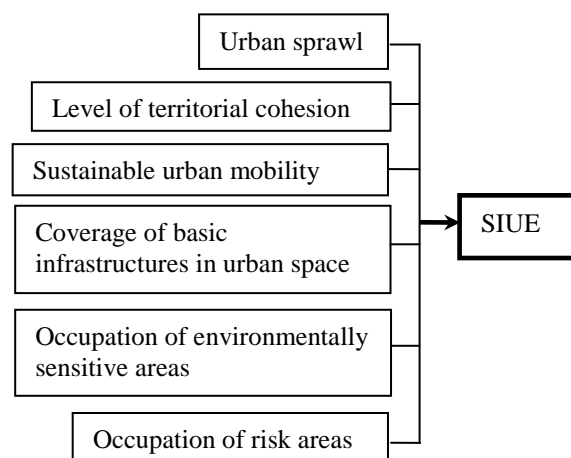 Urban sprawl
Level of territorial cohesion
Sustainable urban mobility
SIUE
Coverage of basic
infrastructures in urban space
Occupation of environmentally
sensitive areas
Occupation of risk areas